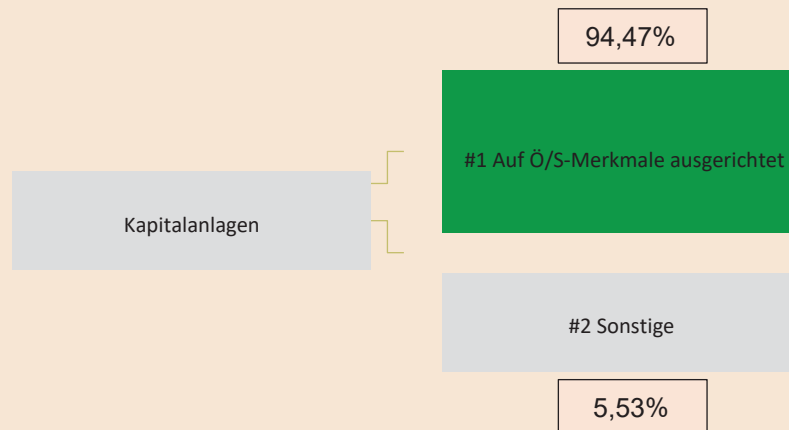 94,47%
#1 Auf Ö/S-Merkmale ausgerichtet
Kapitalanlagen
#2 Sonstige
5,53%